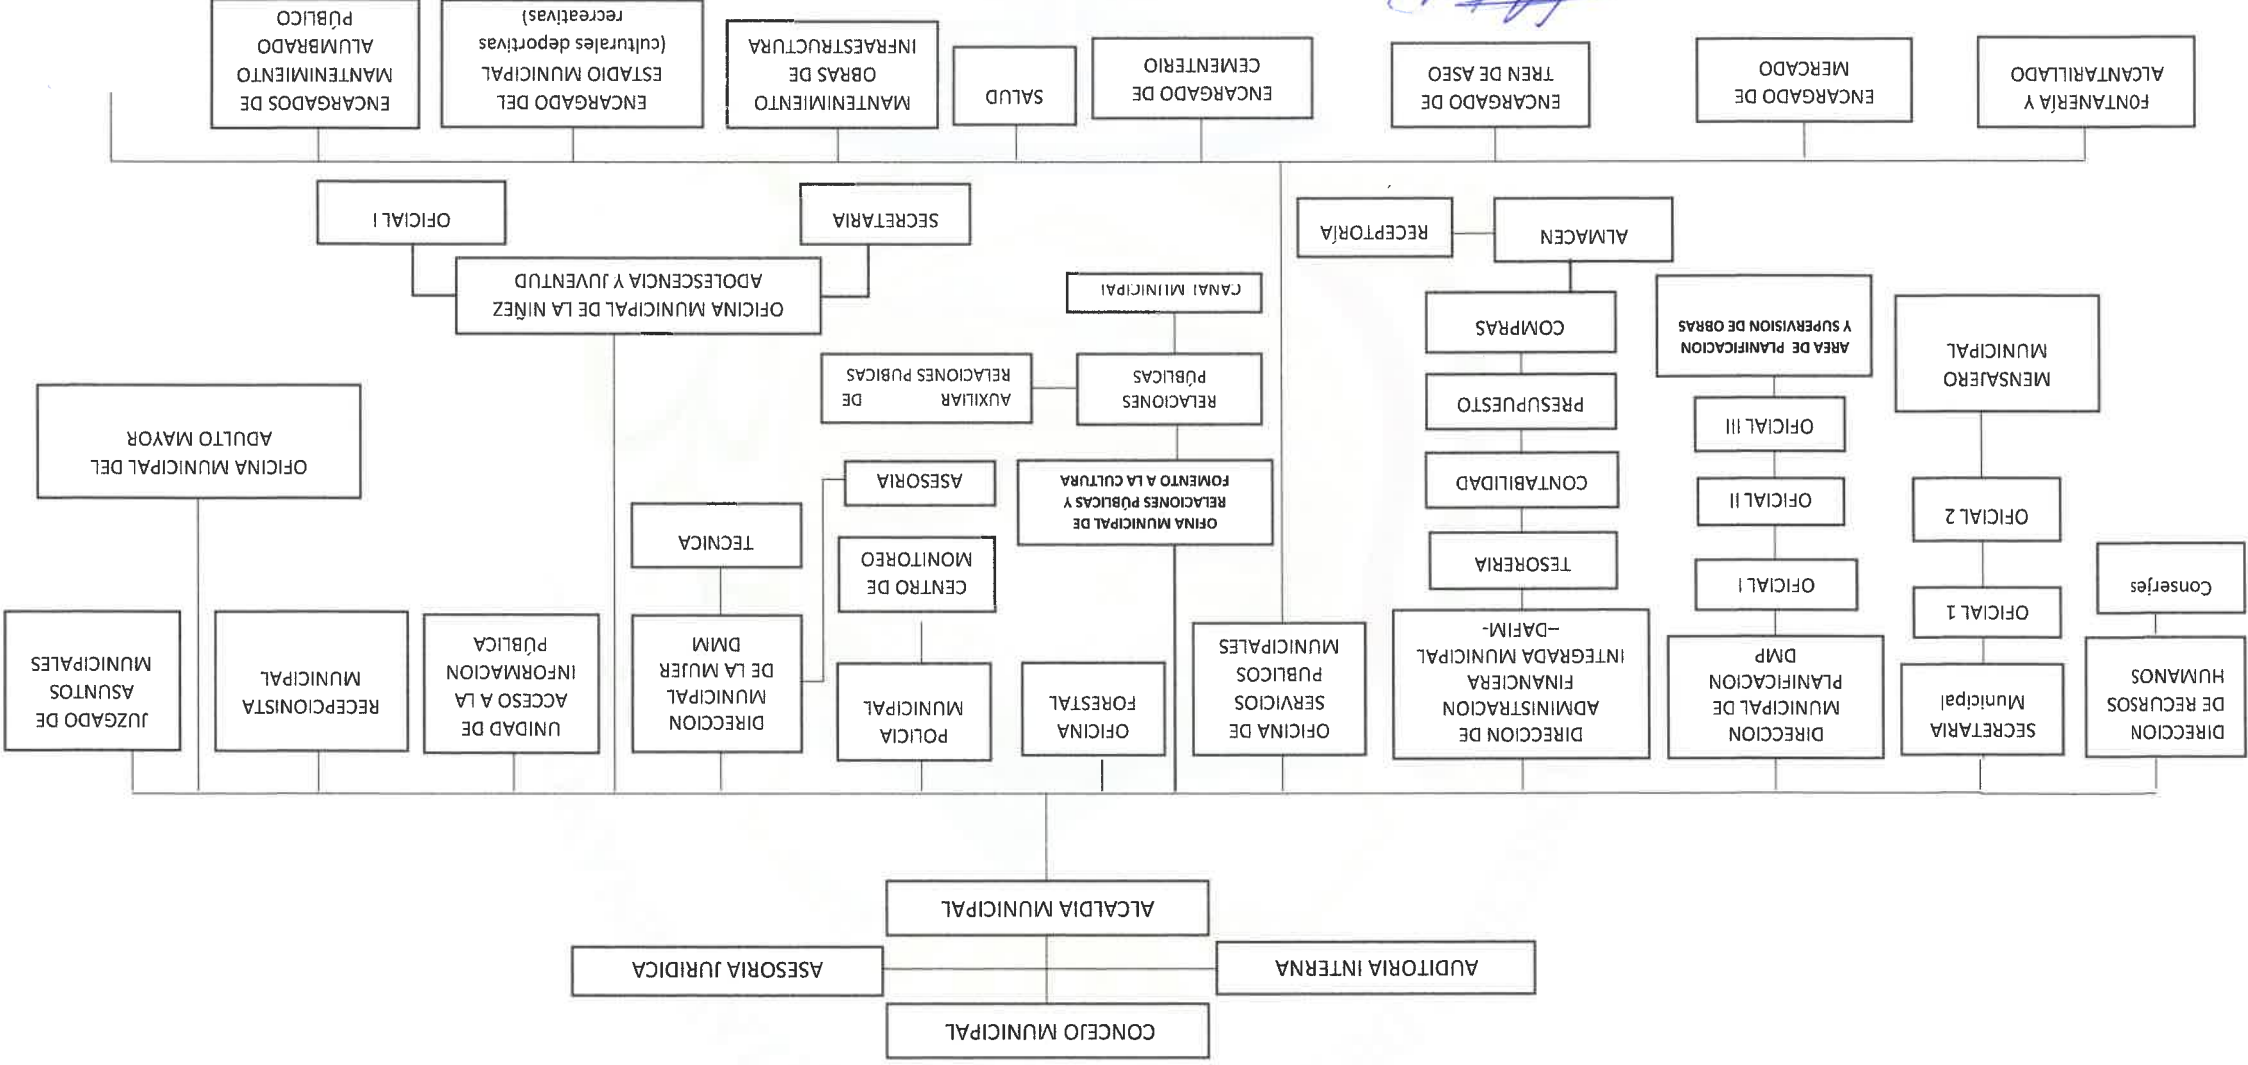 CONCEJO MUNICIPAL
AUDITORIA INTERNA
ASESORIA JURIDICA
ALCALDIA MUNICIPAL
DIRECCION
DE RECURSOS
HUMANOS
Conserjes
SECRETARIA
Municipal
OFICIAL 1
OFICIAL 2
MENSAJERO
MUNICIPAL
DIRECCION
MUNICIPAL DE
PLANIFICACION
DMP
OFICIAL I
OFICIAL II
OFICIAL III
AREA DE PLANIFICACION
Y SUPERVISION DE OBRAS
DIRECCION DE
ADMINISTRACION
FINANCIERA
INTEGRADA MUNICIPAL
–DAFIM-
TESORERIA
CONTABILIDAD
PRESUPUESTO
COMPRAS
ALMACEN
RECEPTORÍA
OFICINA DE
SERVICIOS
PUBLICOS
MUNICIPALES
OFICINA
FORESTAL
OFINA MUNICIPAL DE
RELACIONES PÚBLICAS Y
FOMENTO A LA CULTURA
RELACIONES
PÚBLICAS
AUXILIAR DE
RELACIONES PUBICAS
CANAL MUNICIPAL
POLICIA
MUNICIPAL
CENTRO DE
MONITOREO
DIRECCION
MUNICIPAL
DE LA MUJER
DMM
ASESORIA
TECNICA
OFICINA MUNICIPAL DE LA NIÑEZ
ADOLESCENCIA Y JUVENTUD
SECRETARIA
OFICIAL I
UNIDAD DE
ACCESO A LA
INFORMACION
PÚBLICA
RECEPCIONISTA
MUNICIPAL
OFICINA MUNICIPAL DEL
ADULTO MAYOR
JUZGADO DE
ASUNTOS
MUNICIPALES
FONTANERÍA Y
ALCANTARILLADO
ENCARGADO DE
MERCADO
ENCARGADO DE
TREN DE ASEO
ENCARGADO DE
CEMENTERIO
SALUD
MANTENIMIENTO
OBRAS DE
INFRAESTRUCTURA
ENCARGADO DEL
ESTADIO MUNICIPAL
(culturales deportivas
recreativas)
ENCARGADOS DE
MANTENIMIENTO
ALUMBRADO
PÚBLICO